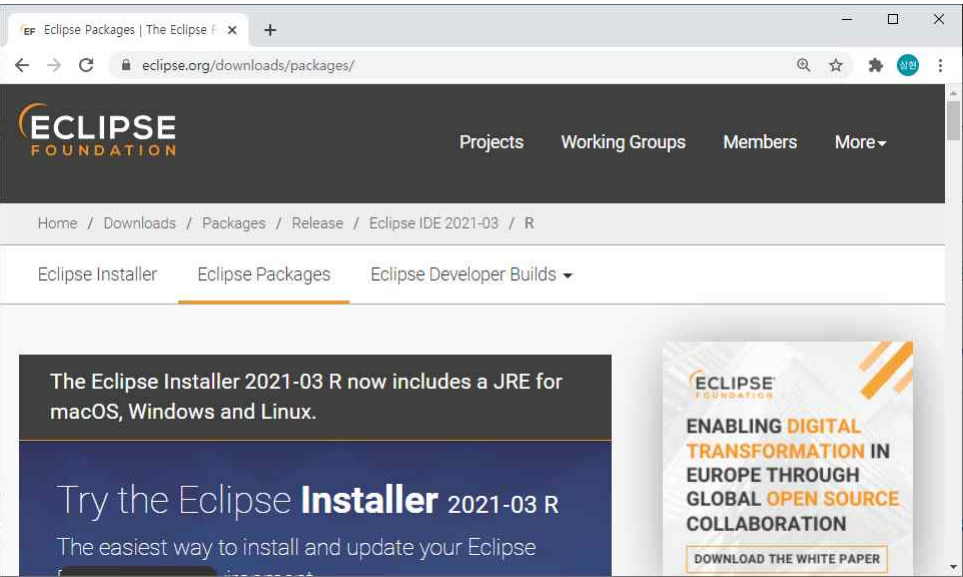 EF Eclipse Packages | The Eclipse F
eclipse.org/downloads/packages/
상현
ECLIPSE
FOUNDATION
Projects Working Groups Members More
Home / Downloads / Packages / Release / Eclipse IDE 2021-03 / R
Eclipse Installer Eclipse Packages Eclipse Developer Builds
The Eclipse Installer 2021-03 R now includes a JRE for
macOS, Windows and Linux.
Try the Eclipse Installer 2021-03 R
The easiest way to install and update your Eclipse
ECLIPSE
FOUNDATION
ENABLING DIGITAL
TRANSFORMATION IN
EUROPE THROUGH
GLOBAL OPEN SOURCE
COLLABORATION
DOWNLOAD THE WHITE PAPER